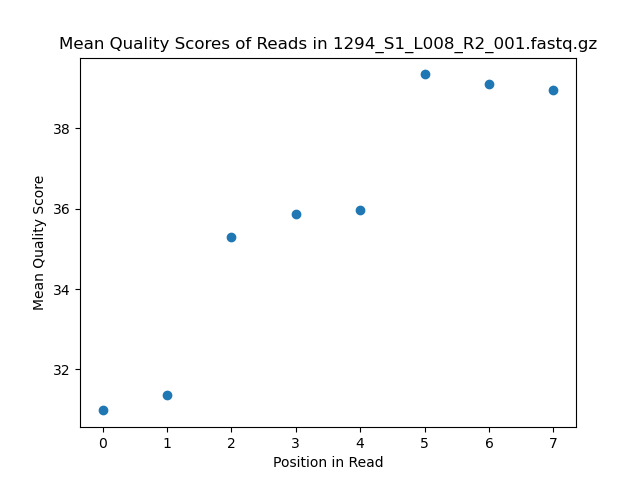 Mean Quality Scores of Reads in 1294_S1_L008_R2_001.fastq.gz
38
36
34
32
Mean Quality Score
0 1 2 3 4 5 6 7
Position in Read